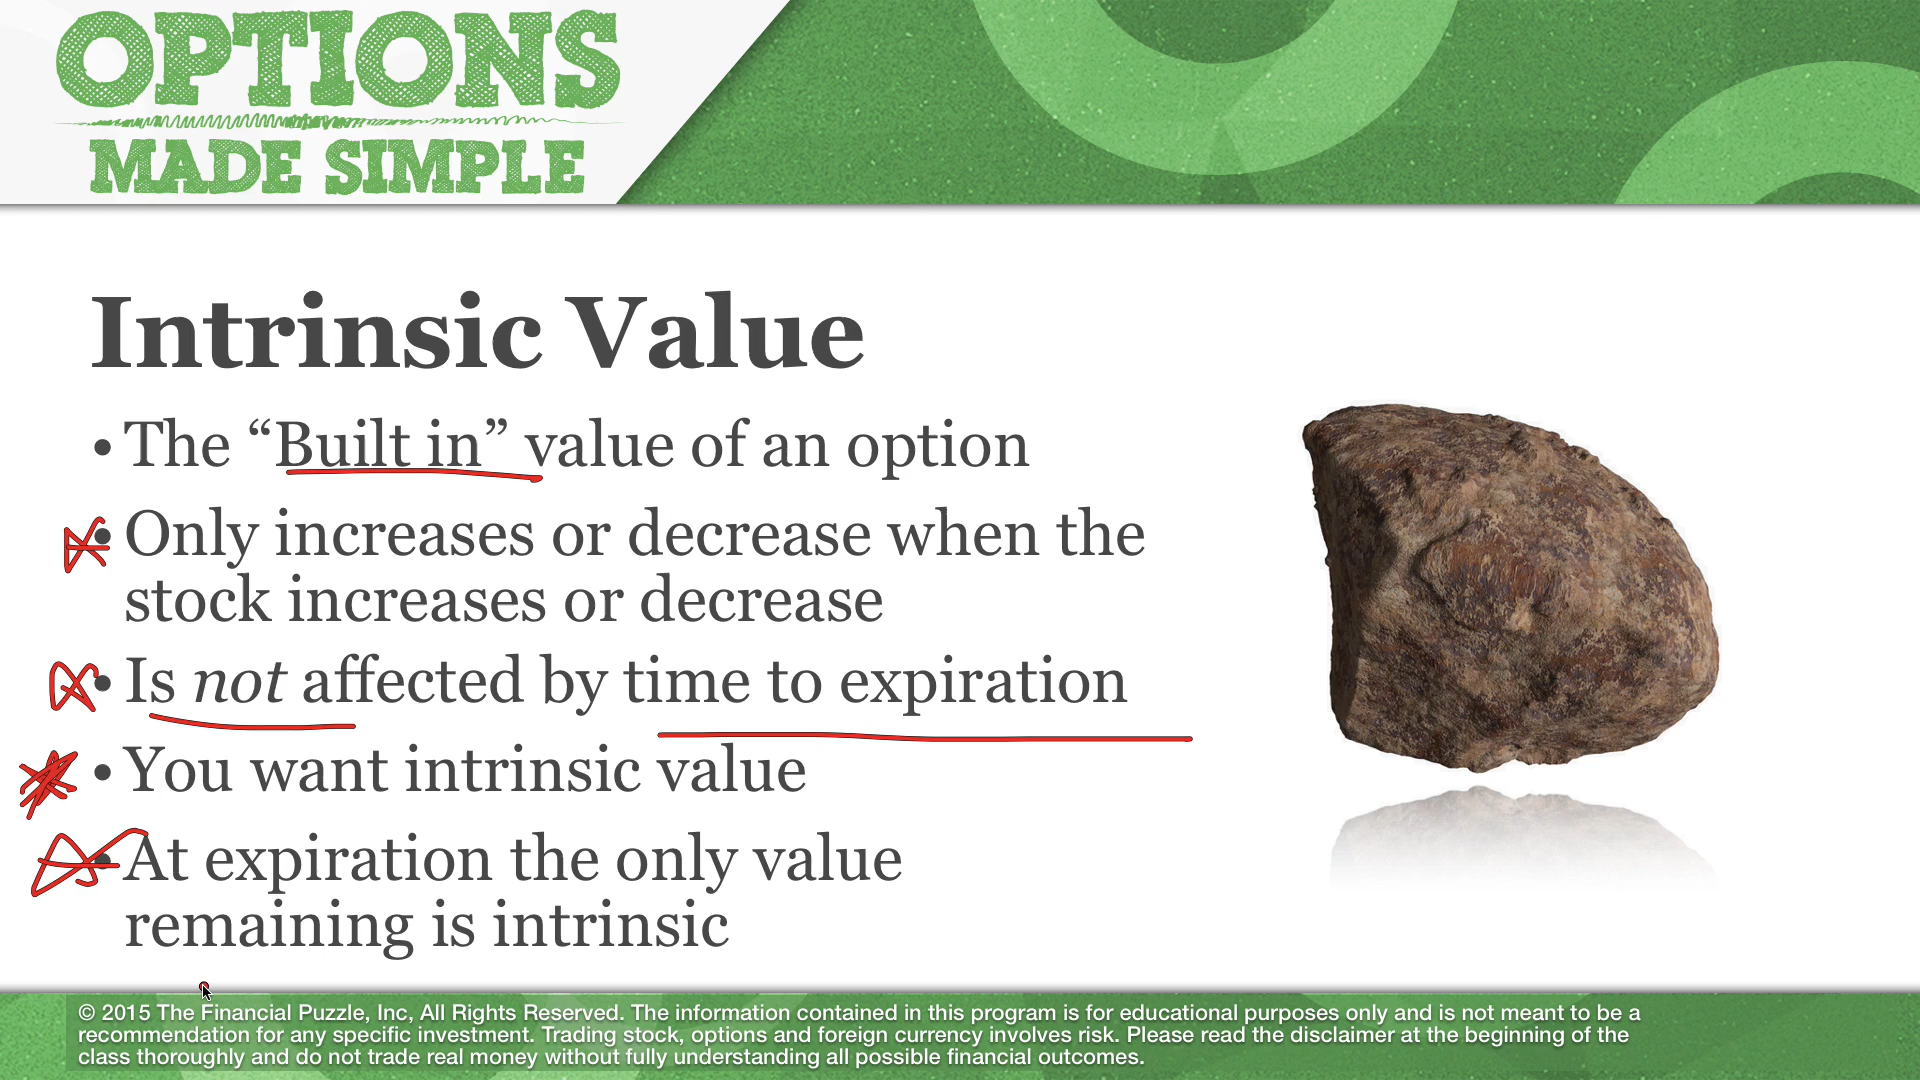 OPTIONS
MADE SIMPLE
Intrinsic Value
• The “Built in” value of an option
• Only increases or decrease when the
stock increases or decrease
• Is not affected by time to expiration
• You want intrinsic value
• At expiration the only value
remaining is intrinsic
© 2015 The Financial Puzzle, Inc, All Rights Reserved. The information contained in this program is for educational purposes only and is not meant to be a
recommendation for any specific investment. Trading stock, options and foreign currency involves risk. Please read the disclaimer at the beginning of the
class thoroughly and do not trade real money without fully understanding all possible financial outcomes.